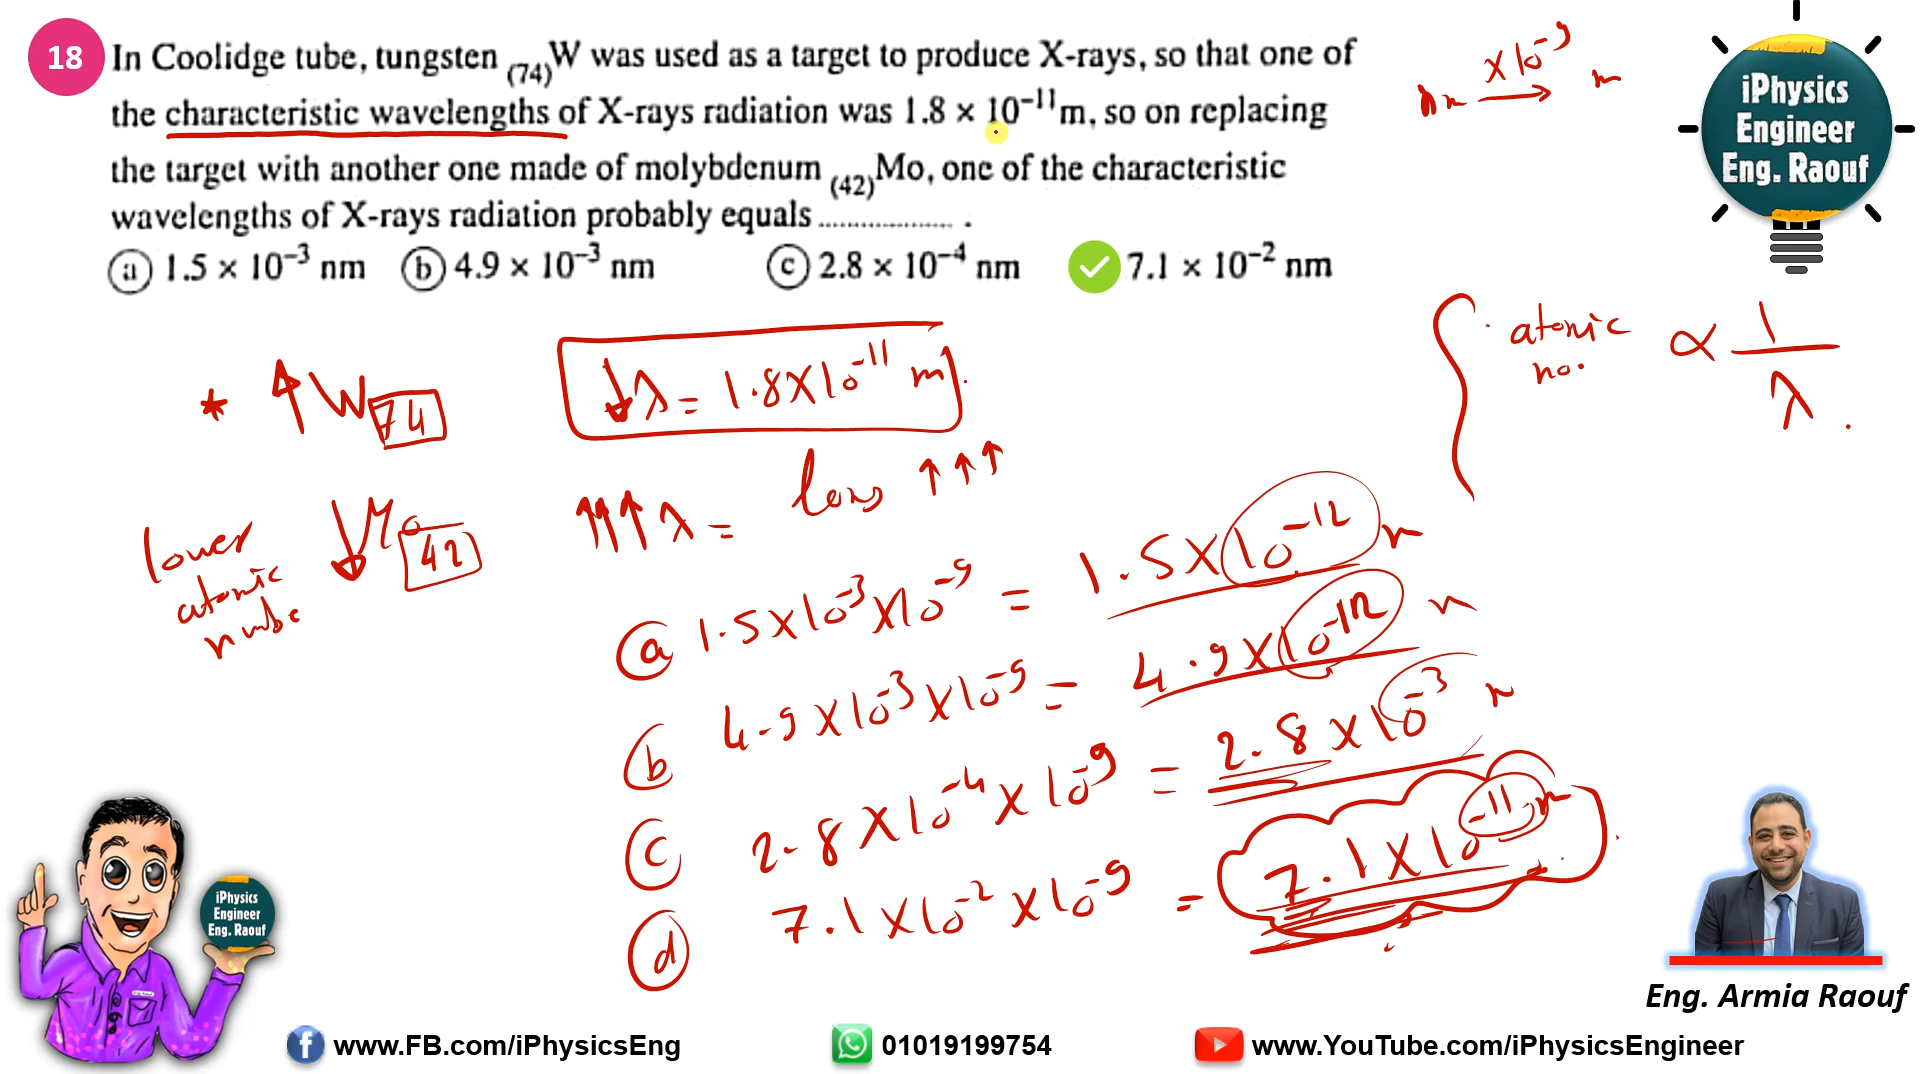 18
In Coolidge tube, tungsten (74)W was used as a target to produce X-rays, so that one of
the characteristic wavelengths of X-rays radiation was 1.8 × 10⁻¹¹m, so on replacing
the target with another one made of molybdenum (42)Mo, one of the characteristic
wavelengths of X-rays radiation probably equals .................... .
ⓐ 1.5 × 10⁻³ nm ⓑ 4.9 × 10⁻³ nm ⓒ 2.8 × 10⁻⁴ nm 7.1 × 10⁻² nm
nm ×10⁻⁹ → m
iPhysics
Engineer
Eng. Raouf
atomic no. ∝ 1/λ .
* ↑ W 74 ↓λ = 1.8×10⁻¹¹ m.
lower atomic numbe ↓ Mo 42 ↑↑↑ λ = long ↑↑↑
ⓐ 1.5×10⁻³×10⁻⁹ = 1.5×10⁻¹² m
ⓑ 4.9×10⁻³×10⁻⁹ = 4.9×10⁻¹² m
ⓒ 2.8×10⁻⁴×10⁻⁹ = 2.8×10⁻³ m
ⓓ 7.1×10⁻²×10⁻⁹ = 7.1×10⁻¹¹ m
iPhysics
Engineer
Eng. Raouf
Eng. Armia Raouf
www.FB.com/iPhysicsEng 01019199754 www.YouTube.com/iPhysicsEngineer